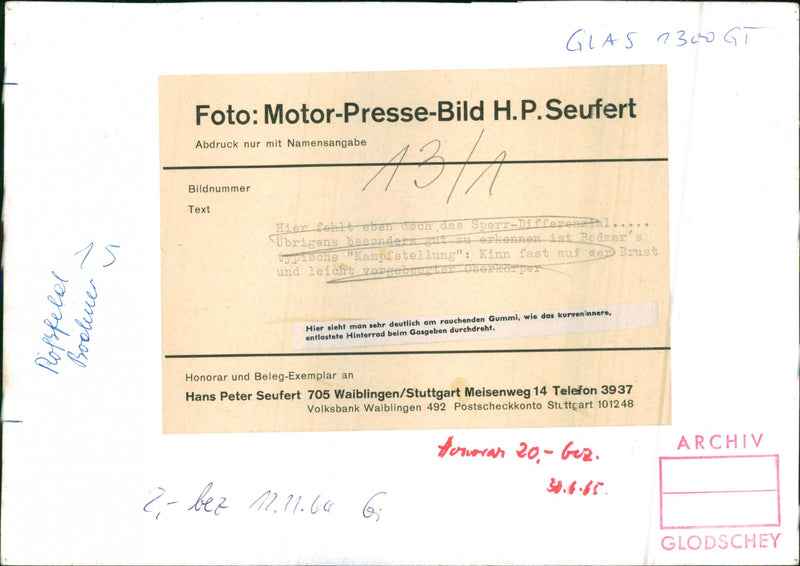 GLAS 1300 GT
Foto: Motor-Presse-Bild H.P. Seufert
Abdruck nur mit Namensangabe
13/1
Bildnummer
Text
Hier fehlt eben doch das Sperr-Differenzial.....
Übrigens besonders gut zu erkennen ist Bodmer's
typische "Kampfstellung": Kinn fast auf der Brust
und leicht vorgebeugter Oberkörper
Hier sieht man sehr deutlich am rauchenden Gummi, wie das kurveninnere,
entlastete Hinterrad beim Gasgeben durchdreht.
Honorar und Beleg-Exemplar an
Hans Peter Seufert 705 Waiblingen/Stuttgart Meisenweg 14 Telefon 3937
Volksbank Waiblingen 492 Postscheckkonto Stuttgart 101248
Roßfeld
Bodmer
Honorar 20,- bez.
30.6.65.
2,- bez 12.11.64 G;
ARCHIV
GLODSCHEY